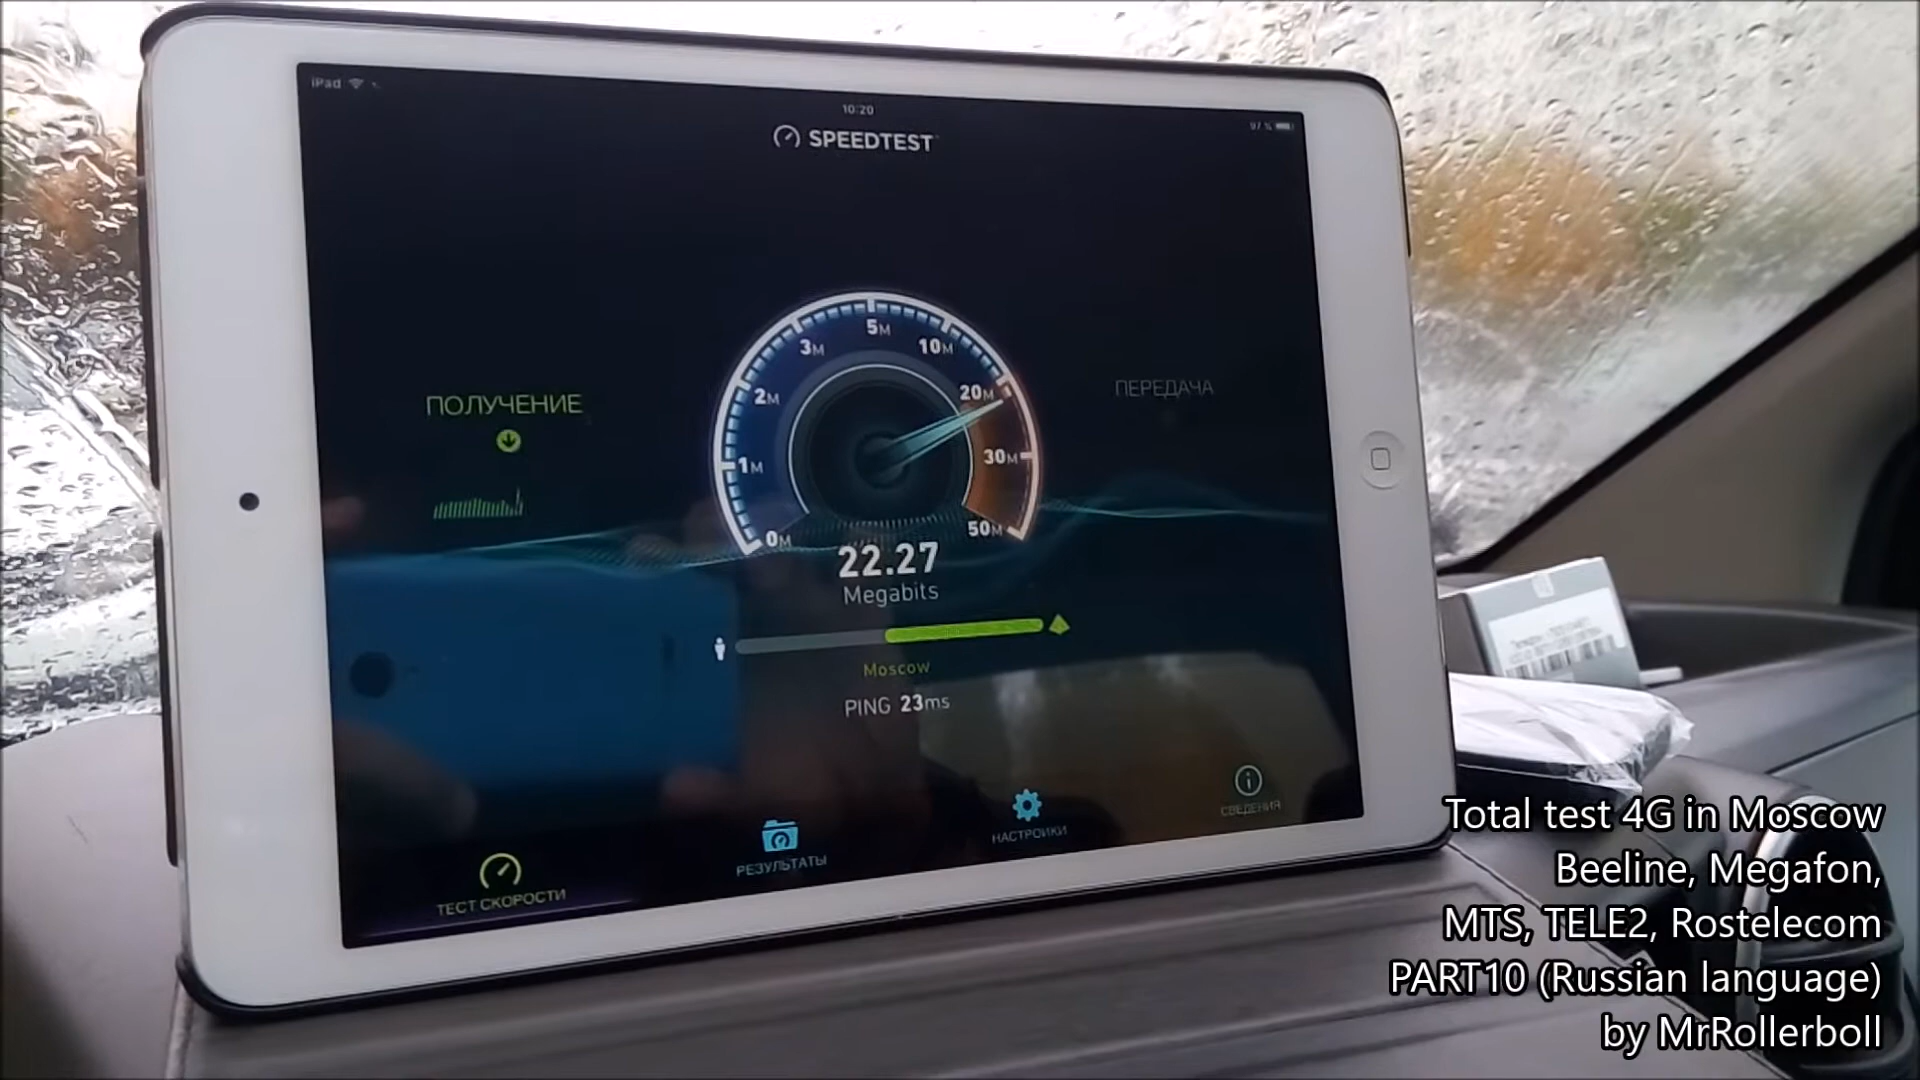 iPad
10:20
97 %
SPEEDTEST
5M
3M
10M
2M
20M
ПОЛУЧЕНИЕ
ПЕРЕДАЧА
1M
30M
0M
50M
22.27
Megabits
Moscow
PING 23ms
ТЕСТ СКОРОСТИ
РЕЗУЛЬТАТЫ
НАСТРОЙКИ
СВЕДЕНИЯ
Total test 4G in Moscow
Beeline, Megafon,
MTS, TELE2, Rostelecom
PART10 (Russian language)
by MrRollerboll